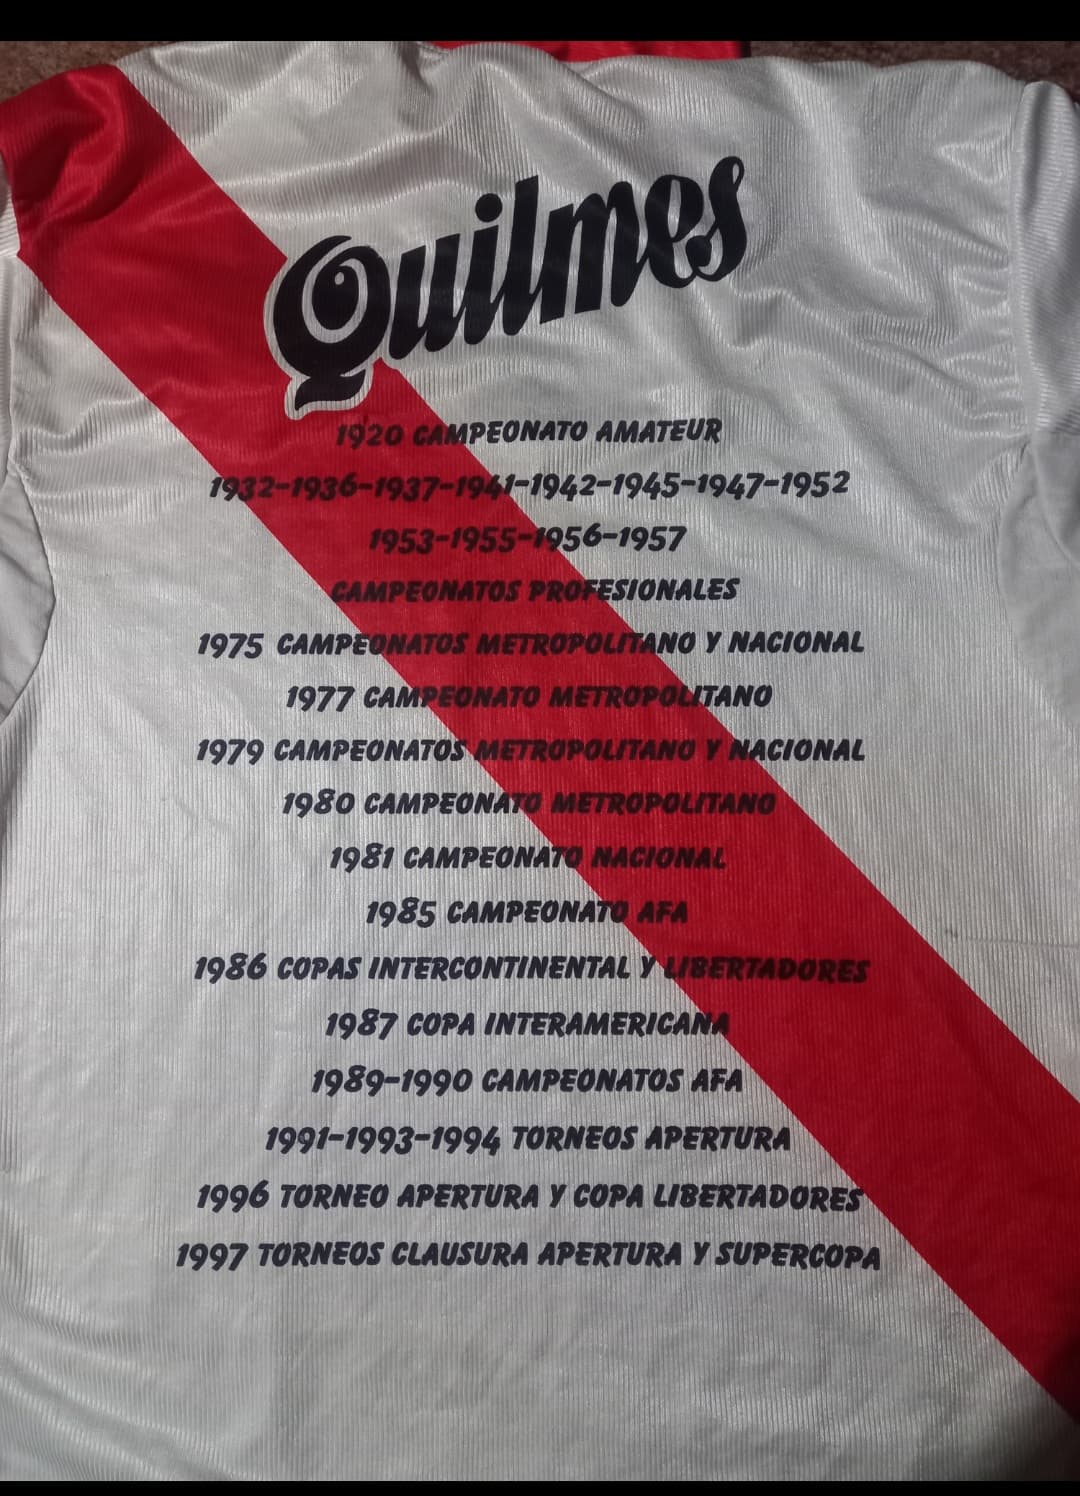 Quilmes
1920 CAMPEONATO AMATEUR
1932-1936-1937-1941-1942-1945-1947-1952
1953-1955-1956-1957
CAMPEONATOS PROFESIONALES
1975 CAMPEONATOS METROPOLITANO Y NACIONAL
1977 CAMPEONATO METROPOLITANO
1979 CAMPEONATOS METROPOLITANO Y NACIONAL
1980 CAMPEONATO METROPOLITANO
1981 CAMPEONATO NACIONAL
1985 CAMPEONATO AFA
1986 COPAS INTERCONTINENTAL Y LIBERTADORES
1987 COPA INTERAMERICANA
1989-1990 CAMPEONATOS AFA
1991-1993-1994 TORNEOS APERTURA
1996 TORNEO APERTURA Y COPA LIBERTADORES
1997 TORNEOS CLAUSURA APERTURA Y SUPERCOPA